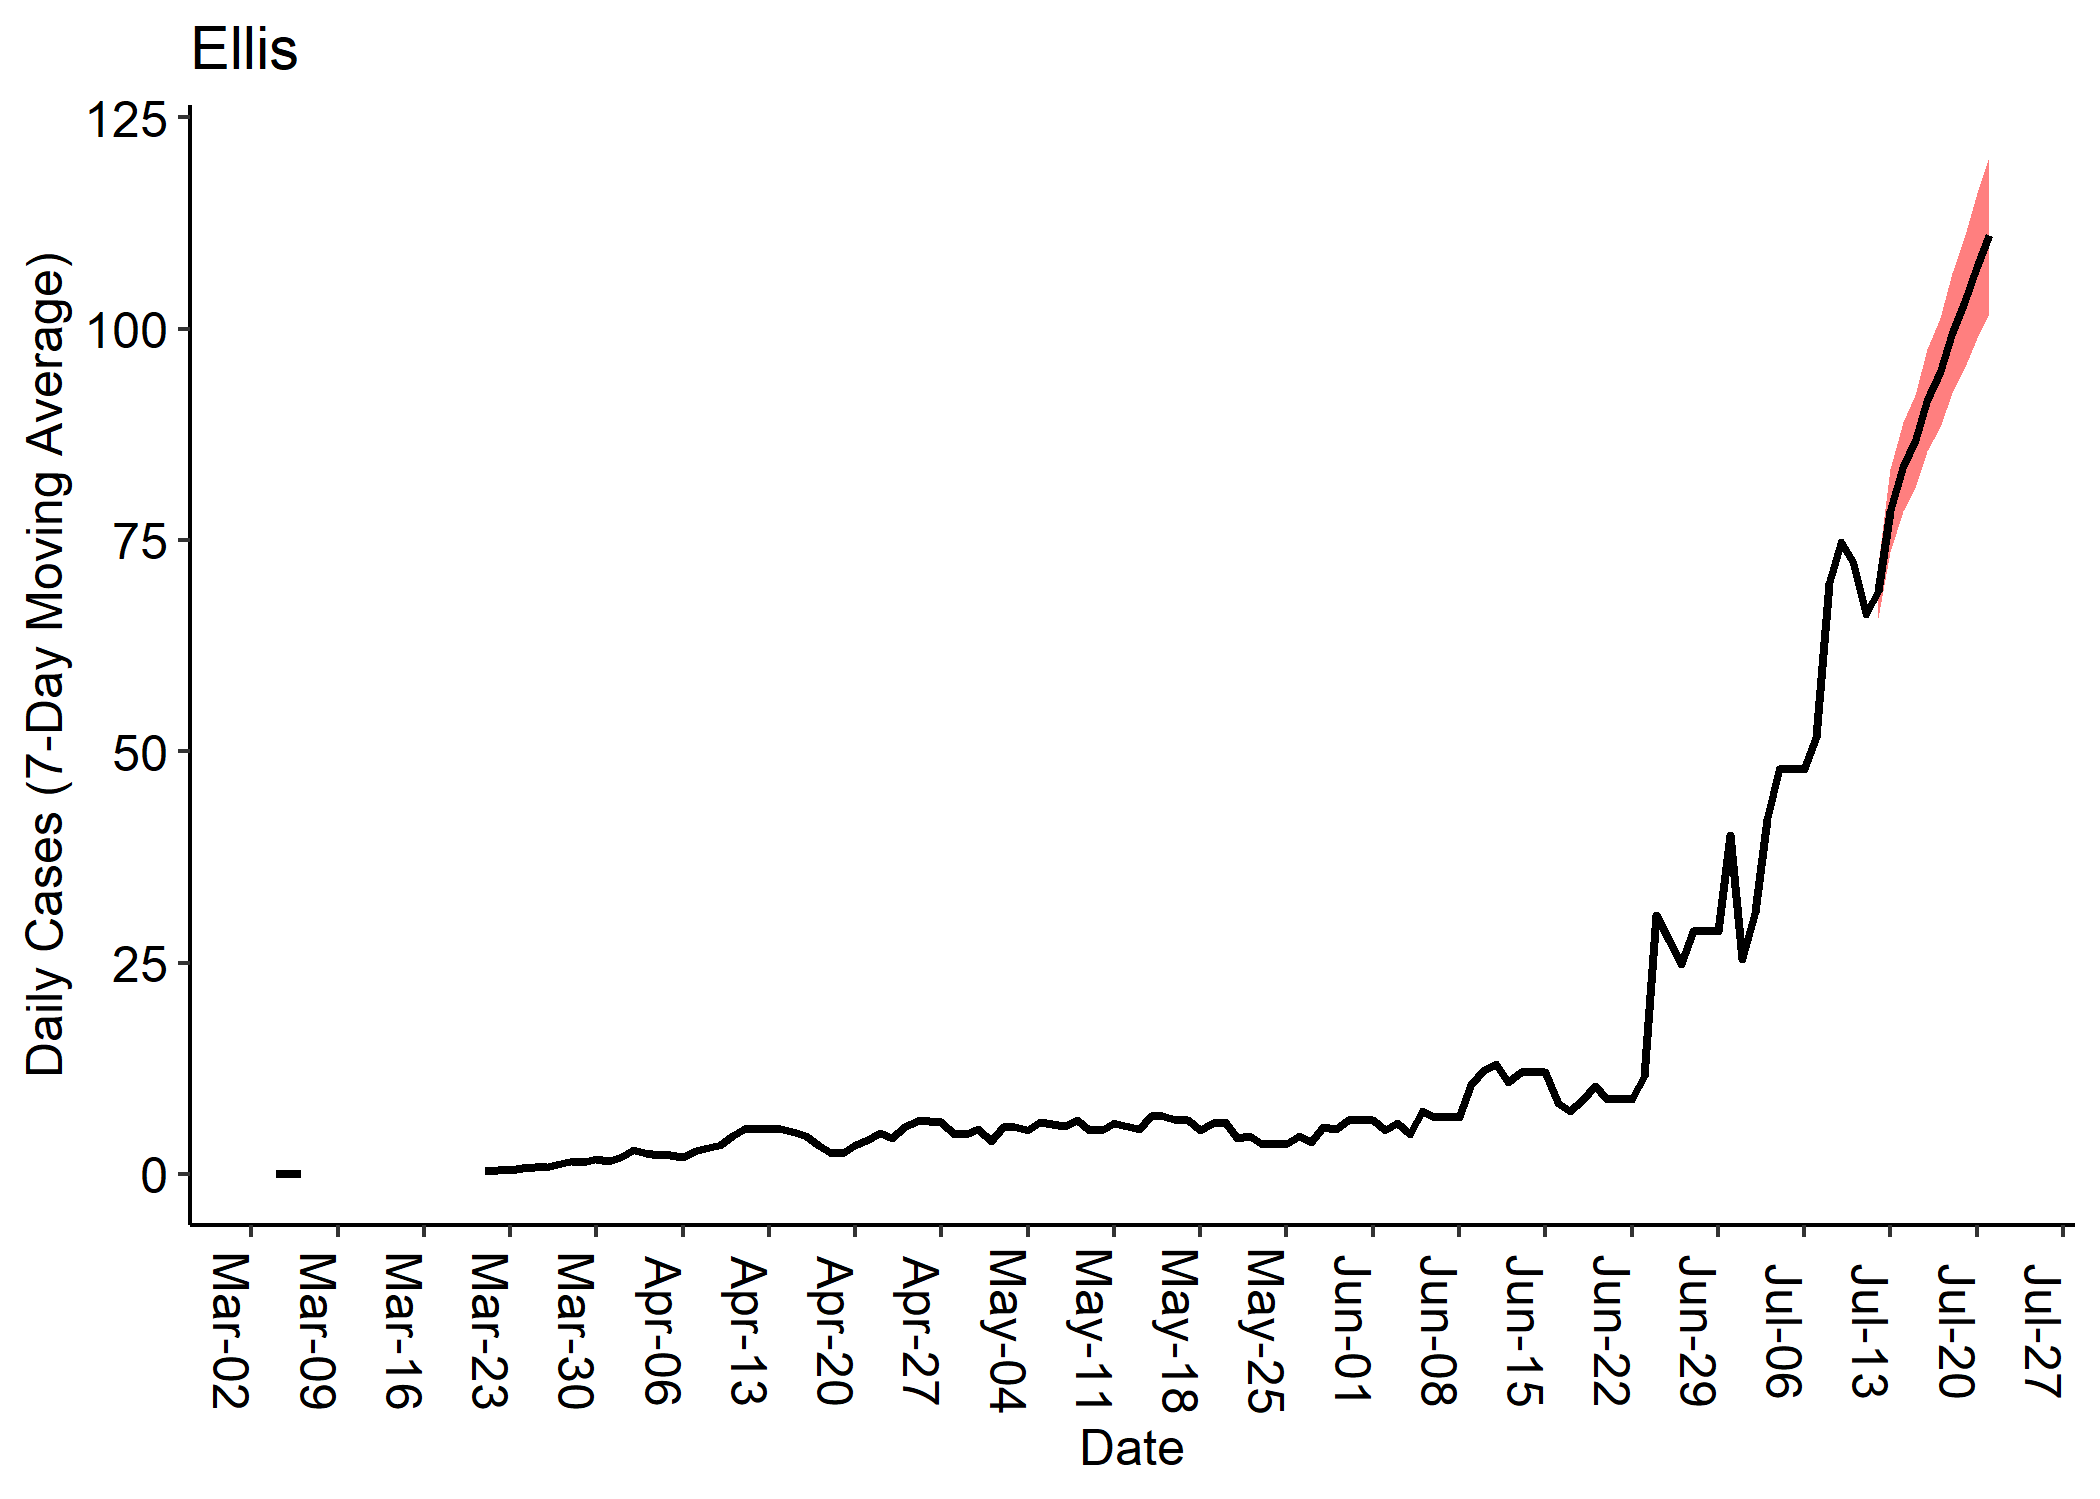 Ellis
Daily Cases (7-Day Moving Average)
125
100
75
50
25
0
Mar-02
Mar-09
Mar-16
Mar-23
Mar-30
Apr-06
Apr-13
Apr-20
Apr-27
May-04
May-11
May-18
May-25
Jun-01
Jun-08
Jun-15
Jun-22
Jun-29
Jul-06
Jul-13
Jul-20
Jul-27
Date